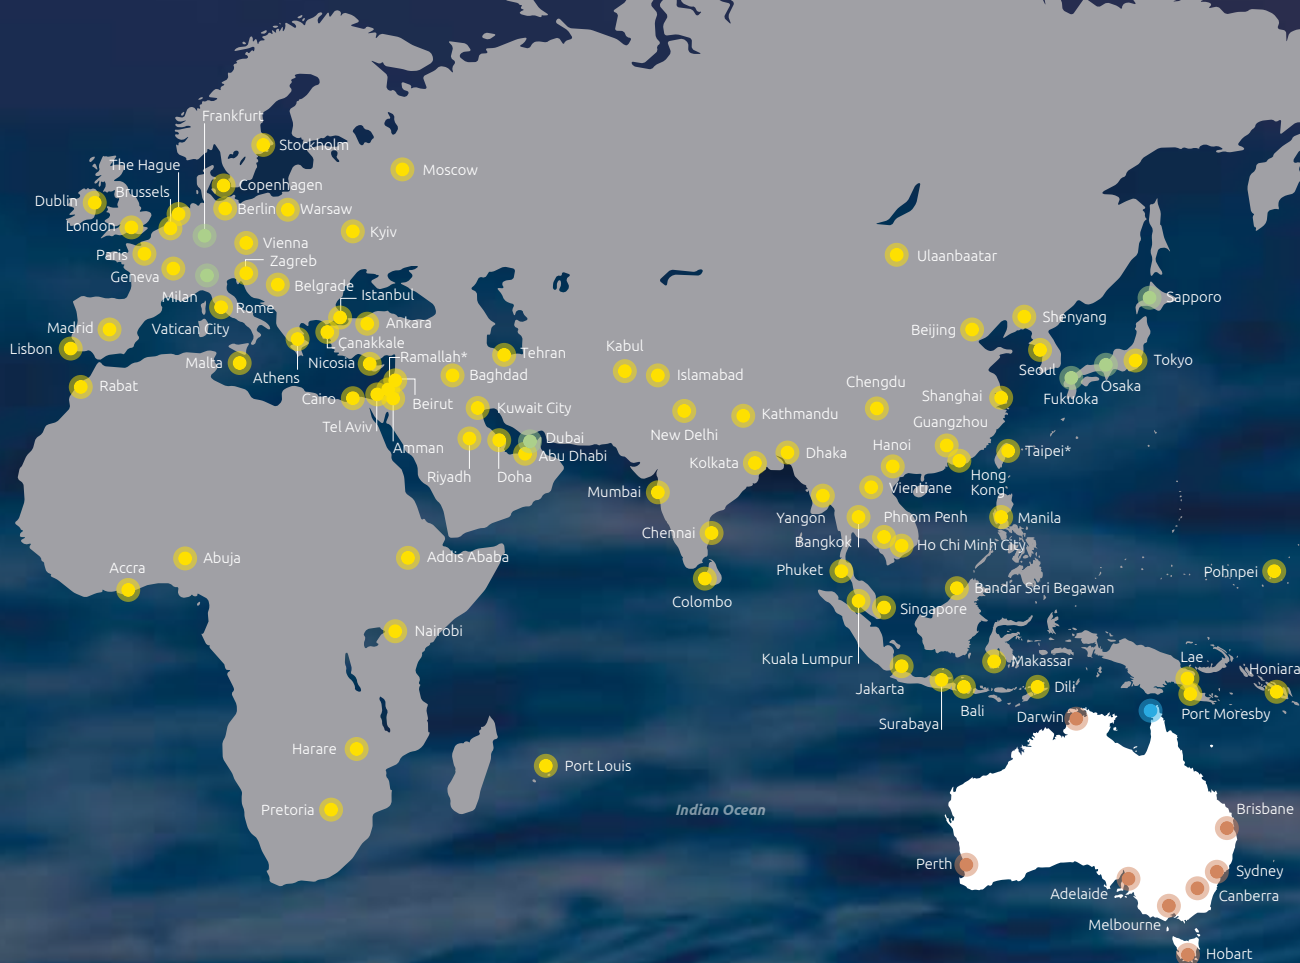 Frankfurt
Stockholm
The Hague
Moscow
Brussels
Copenhagen
Dublin
Berlin
Warsaw
London
Kyiv
Paris
Vienna
Zagreb
Ulaanbaatar
Geneva
Belgrade
Milan
Istanbul
Sapporo
Rome
Madrid
Vatican City
Ankara
Shenyang
Beijing
Çanakkale
Lisbon
Kabul
Tehran
Ramallah*
Malta
Nicosia
Seoul
Tokyo
Athens
Baghdad
Islamabad
Chengdu
Osaka
Rabat
Cairo
Beirut
Kuwait City
Shanghai
Fukuoka
Kathmandu
Guangzhou
Tel Aviv
New Delhi
Amman
Dubai
Hanoi
Taipei*
Abu Dhabi
Dhaka
Kolkata
Riyadh
Doha
Hong
Kong
Mumbai
Vientiane
Yangon
Phnom Penh
Manila
Chennai
Bangkok
Ho Chi Minh City
Abuja
Addis Ababa
Accra
Phuket
Pohnpei
Colombo
Bandar Seri Begawan
Singapore
Nairobi
Kuala Lumpur
Makassar
Lae
Honiara
Jakarta
Dili
Bali
Port Moresby
Surabaya
Darwin
Harare
Port Louis
Pretoria
Indian Ocean
Brisbane
Perth
Sydney
Adelaide
Canberra
Melbourne
Hobart